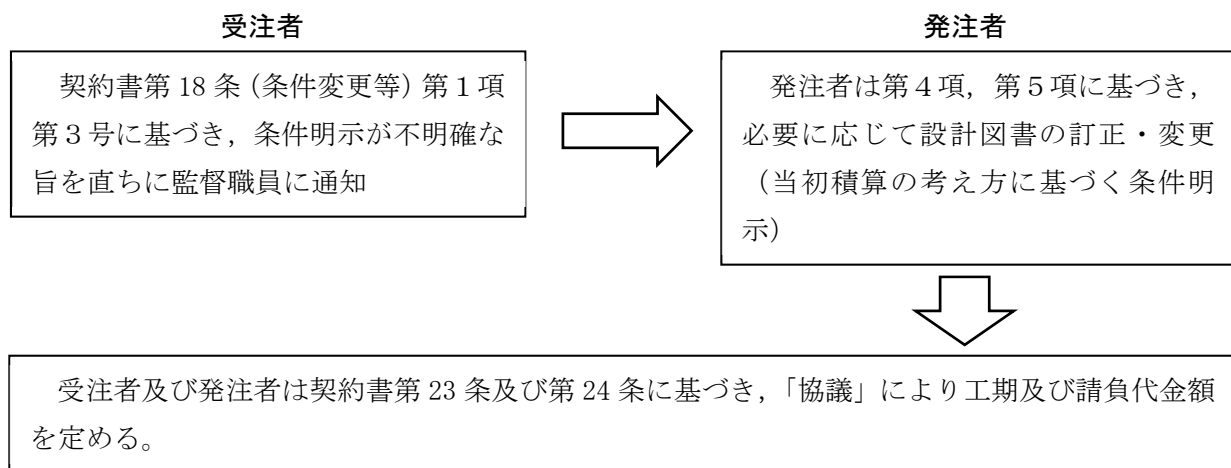 受注者
契約書第 18 条（条件変更等）第１項
第３号に基づき，条件明示が不明確な
旨を直ちに監督職員に通知
発注者
発注者は第４項，第５項に基づき，
必要に応じて設計図書の訂正・変更
（当初積算の考え方に基づく条件明
示）
受注者及び発注者は契約書第 23 条及び第 24 条に基づき，「協議」により工期及び請負代金額
を定める。